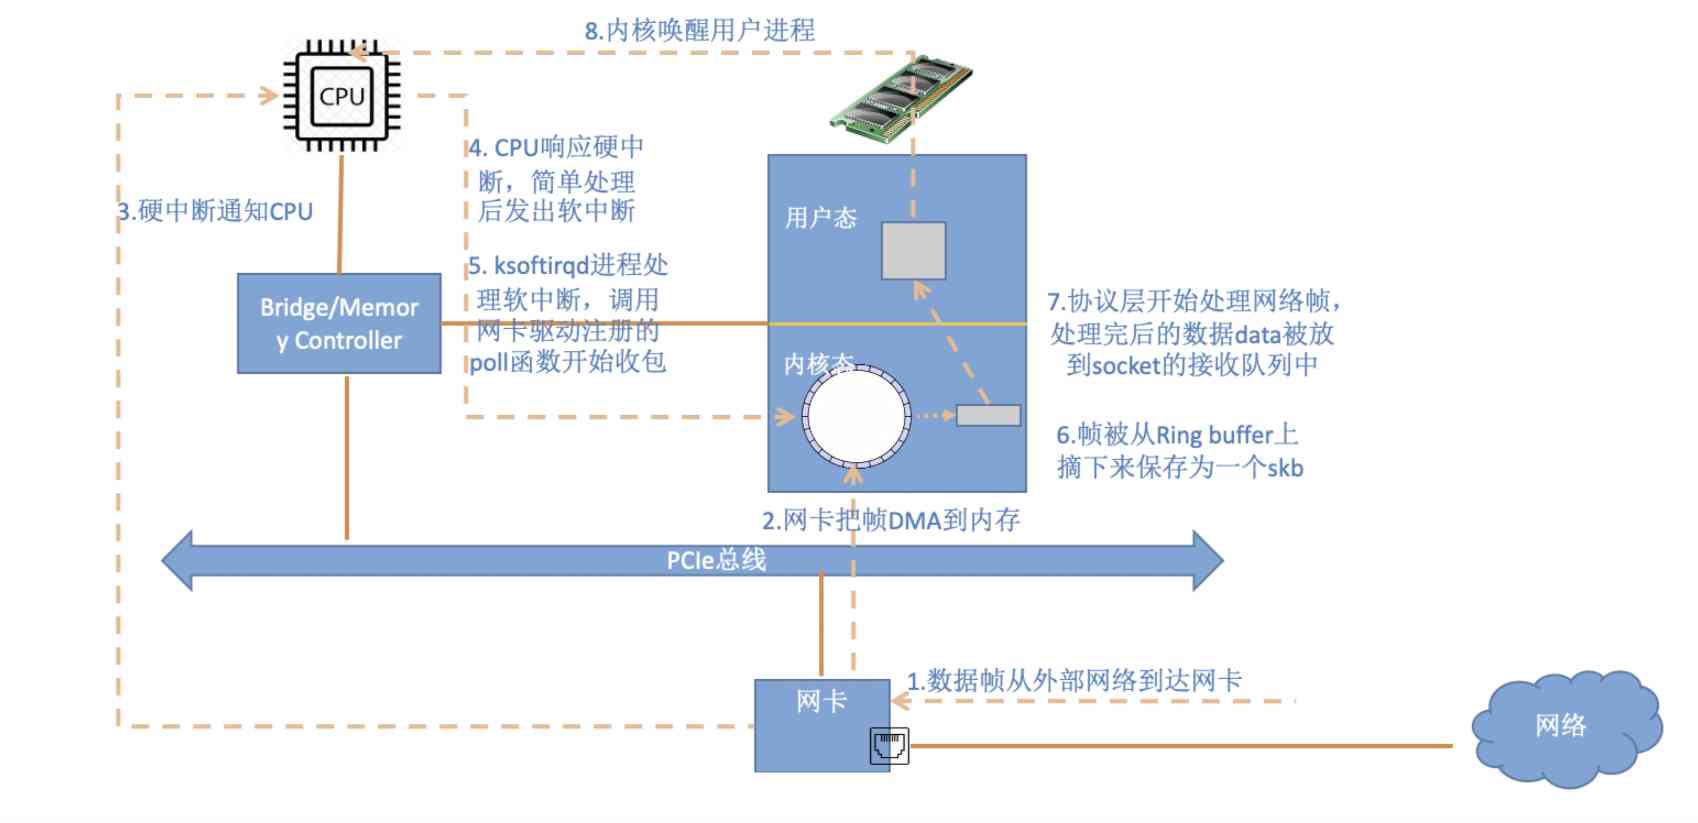 8.内核唤醒用户进程
CPU
4. CPU响应硬中
断，简单处理
后发出软中断
3.硬中断通知CPU
用户态
5. ksoftirqd进程处
理软中断，调用
网卡驱动注册的
poll函数开始收包
Bridge/Memor
y Controller
7.协议层开始处理网络帧，
处理完后的数据data被放
到socket的接收队列中
内核态
6.帧被从Ring buffer上
摘下来保存为一个skb
2.网卡把帧DMA到内存
PCIe总线
1.数据帧从外部网络到达网卡
网卡
网络